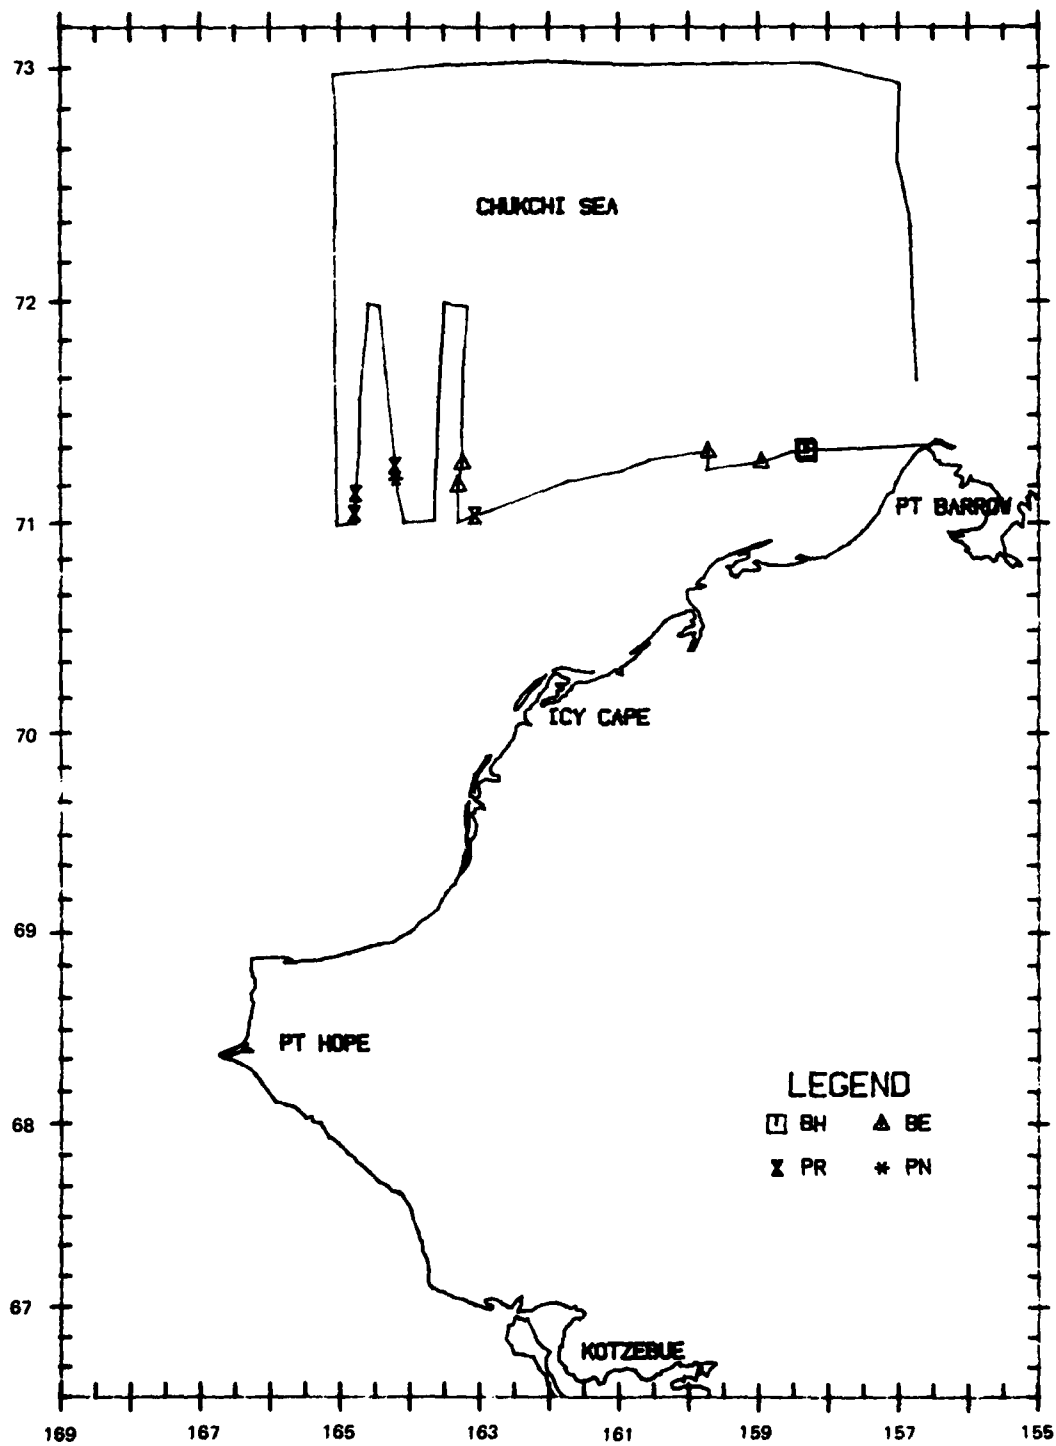 73
CHUKCHI SEA
72
71
PT BARROW
ICY CAPE
70
69
PT HOPE
LEGEND
BH BE
68
PR PN
67
KOTZEBUE
169 167 165 163 161 159 157 155